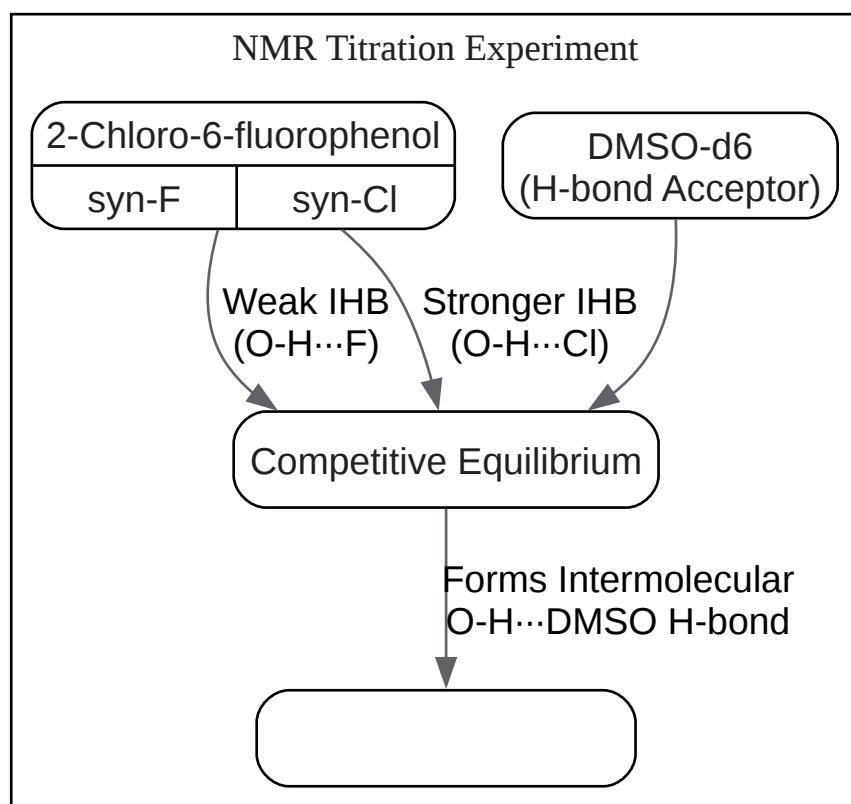 NMR Titration Experiment
2-Chloro-6-fluorophenol
syn-F
syn-Cl
DMSO-d6
(H-bond Acceptor)
Weak IHB
(O-H···F)
Stronger IHB
(O-H···Cl)
Competitive Equilibrium
Forms Intermolecular
O-H···DMSO H-bond